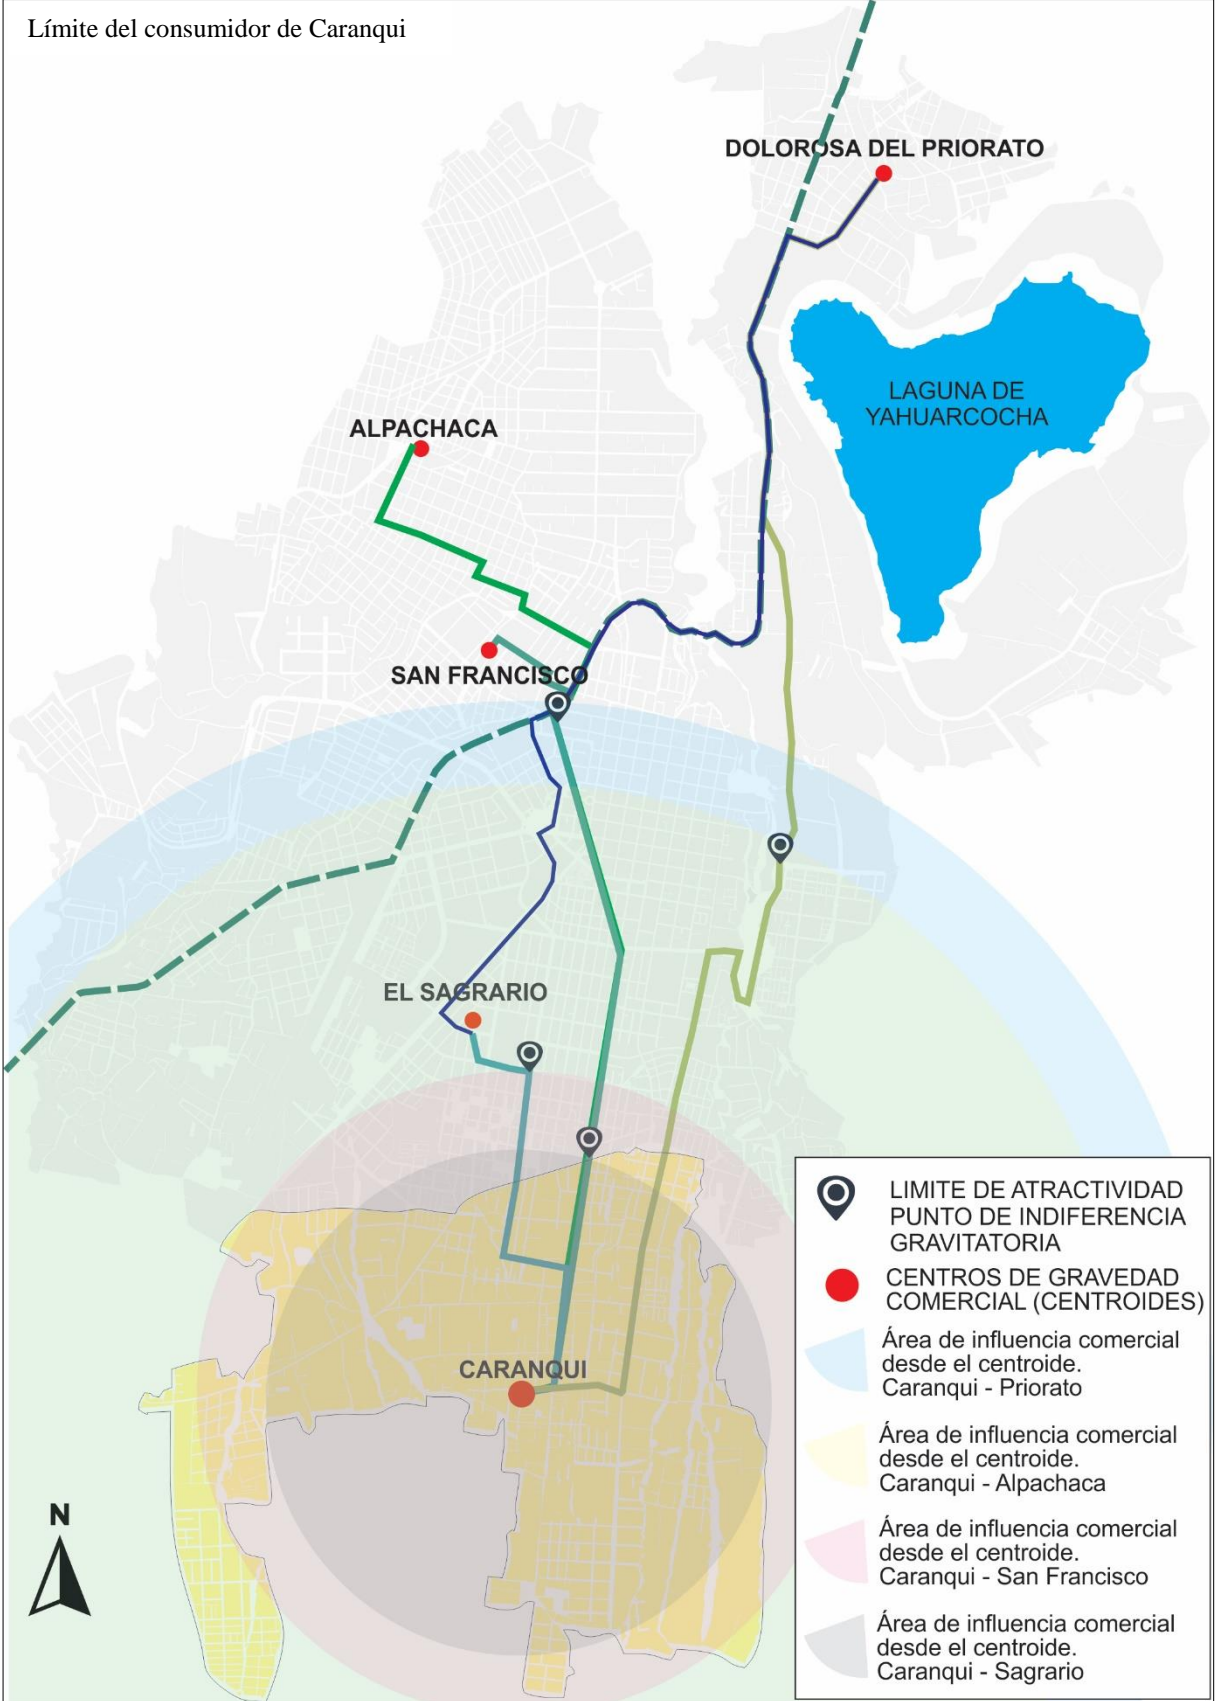 Límite del consumidor de Caranqui
DOLOROSA DEL PRIORATO
LAGUNA DE
YAHUARCOCHA
ALPACHACA
SAN FRANCISCO
EL SAGRARIO
CARANQUI
N
LIMITE DE ATRACTIVIDAD
PUNTO DE INDIFERENCIA
GRAVITATORIA
CENTROS DE GRAVEDAD
COMERCIAL (CENTROIDES)
Área de influencia comercial
desde el centroide.
Caranqui - Priorato
Área de influencia comercial
desde el centroide.
Caranqui - Alpachaca
Área de influencia comercial
desde el centroide.
Caranqui - San Francisco
Área de influencia comercial
desde el centroide.
Caranqui - Sagrario